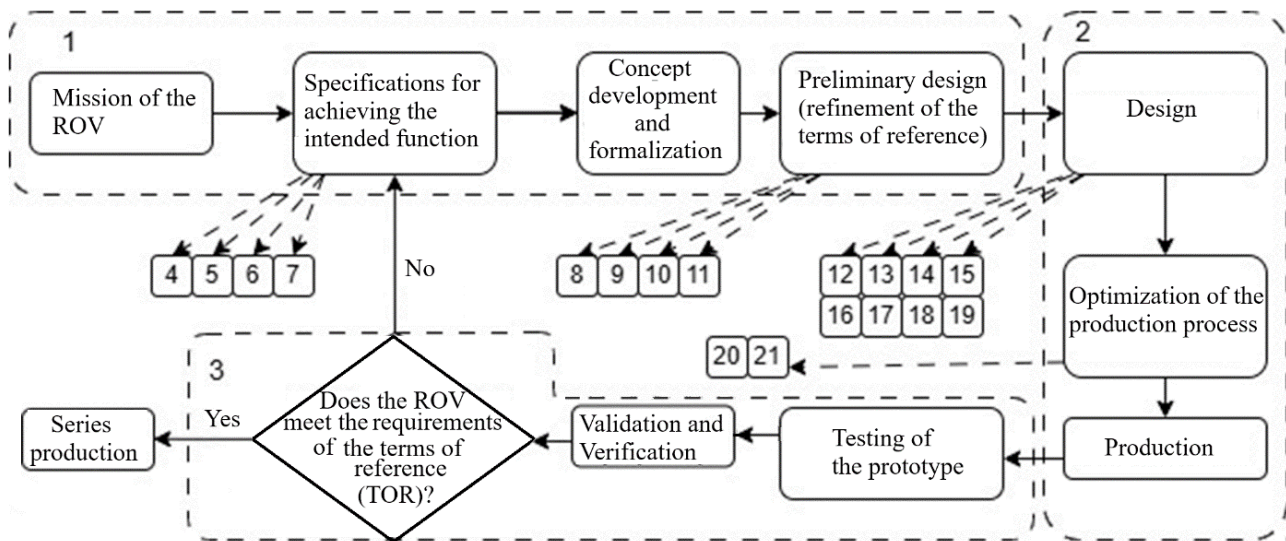 1
Mission of the
ROV
Specifications for
achieving the
intended function
Concept
development
and
formalization
Preliminary design
(refinement of the
terms of reference)
2
Design
4 5 6 7
No
8 9 10 11
12 13 14 15
16 17 18 19
Optimization of the
production process
20 21
3
Series
production
Yes
Does the ROV
meet the requirements
of the terms of
reference
(TOR)?
Validation and
Verification
Testing of
the prototype
Production